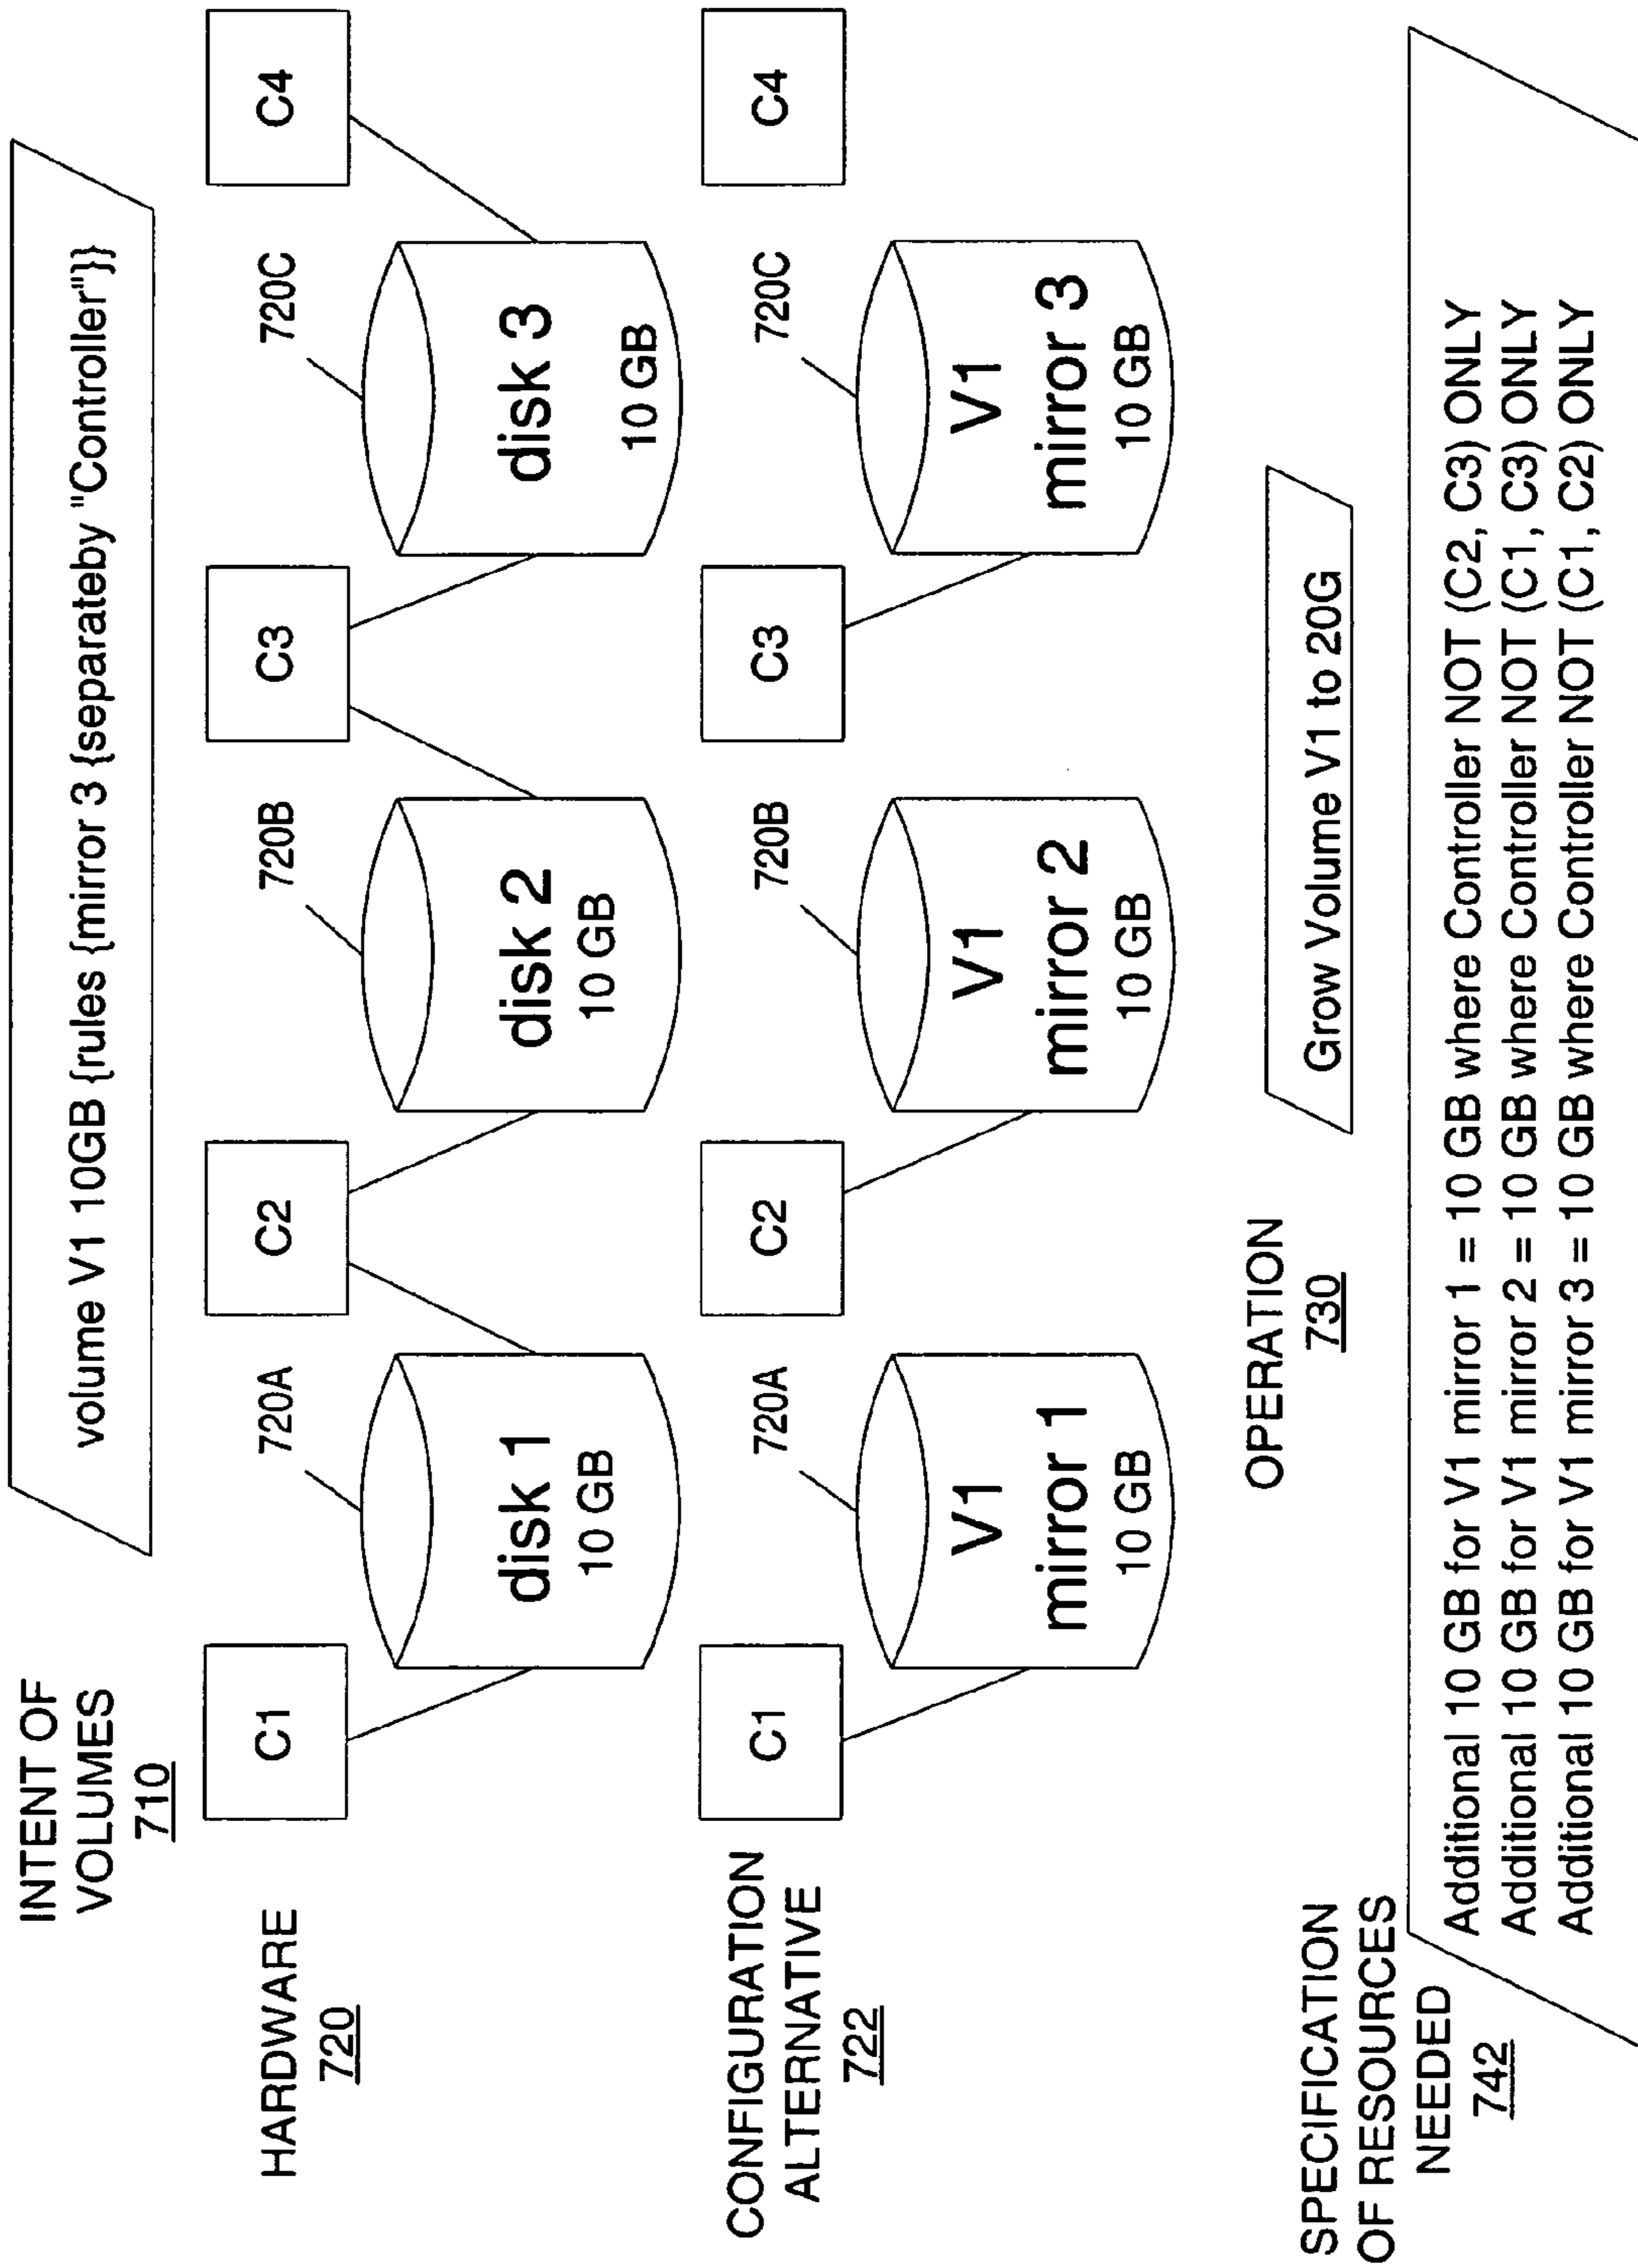 INTENT OF
VOLUMES
710
volume V1 10GB {rules {mirror 3 {separateby "Controller"}}
HARDWARE
720
C1
720A
disk 1
10 GB
C2
720B
disk 2
10 GB
C3
720C
disk 3
10 GB
C4
CONFIGURATION
ALTERNATIVE
722
C1
720A
V1
mirror 1
10 GB
C2
720B
V1
mirror 2
10 GB
C3
720C
V1
mirror 3
10 GB
C4
OPERATION
730
Grow Volume V1 to 20G
SPECIFICATION
OF RESOURCES
NEEDED
742
Additional 10 GB for V1 mirror 1 = 10 GB where Controller NOT (C2, C3) ONLY
Additional 10 GB for V1 mirror 2 = 10 GB where Controller NOT (C1, C3) ONLY
Additional 10 GB for V1 mirror 3 = 10 GB where Controller NOT (C1, C2) ONLY